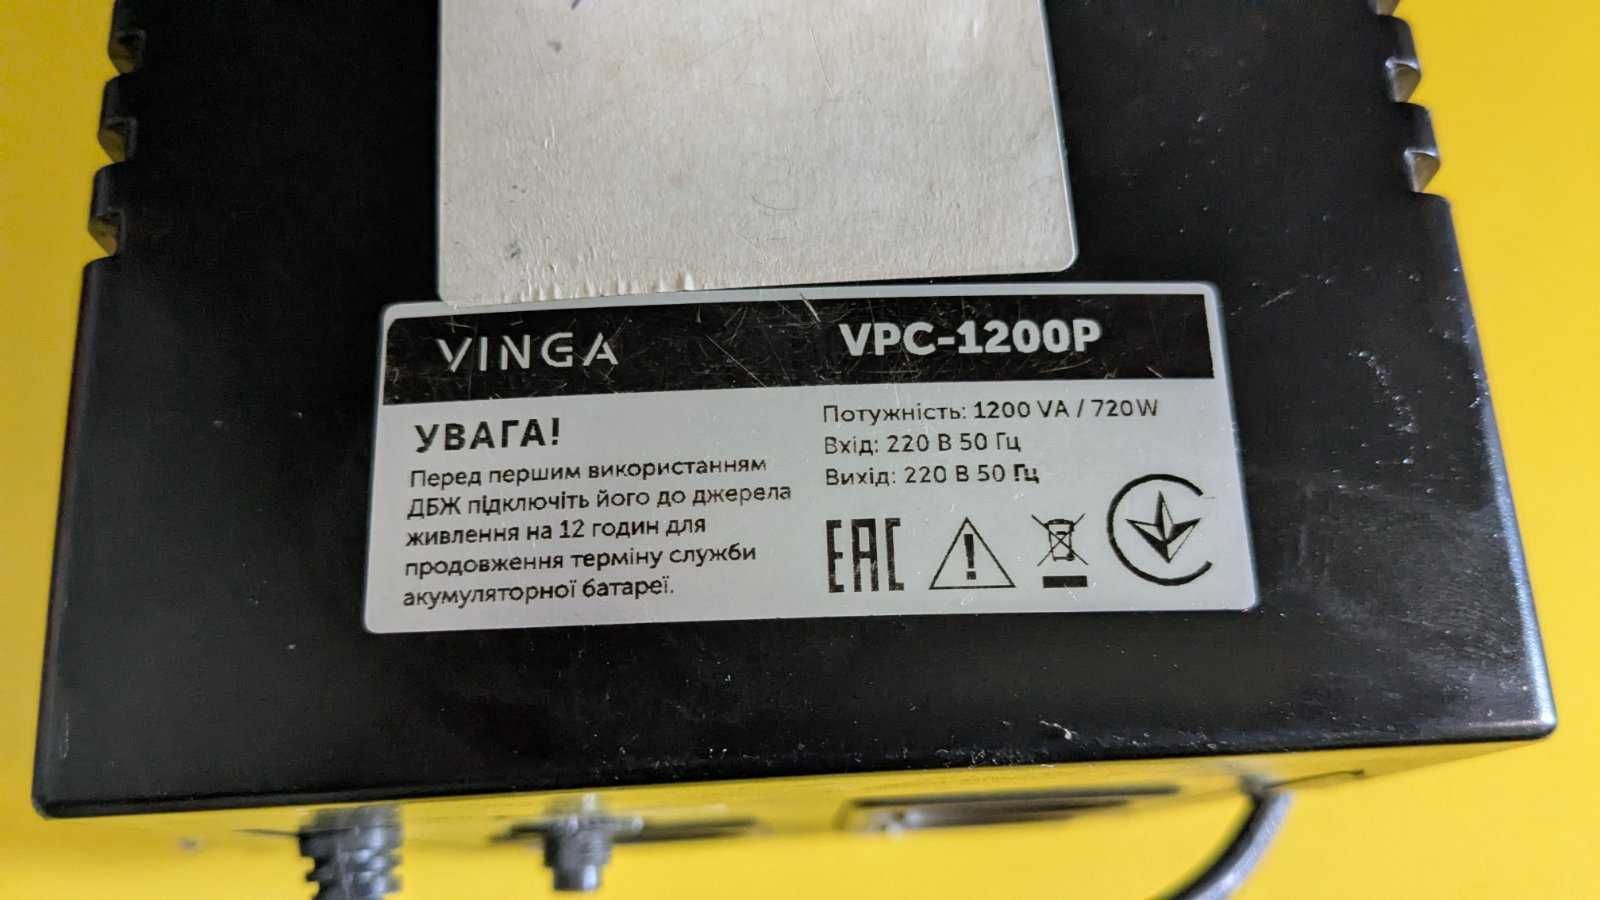 VINGA
VPC-1200P
УВАГА!
Перед першим використанням
ДБЖ підключіть його до джерела
живлення на 12 годин для
продовження терміну служби
акумуляторної батареї.
Потужність: 1200 VA / 720W
Вхід: 220 В 50 Гц
Вихід: 220 В 50 Гц
EAC